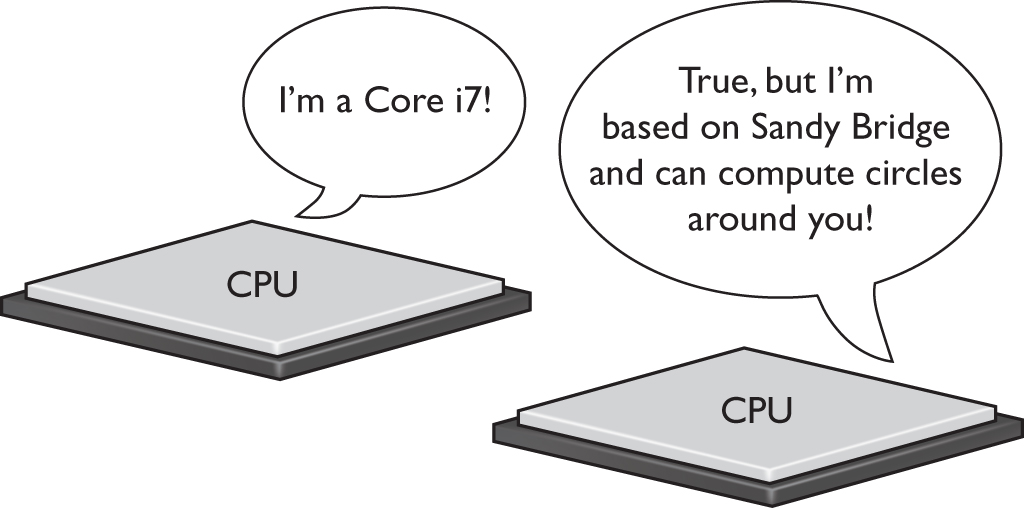 I’m a Core i7!
True, but I’m
based on Sandy Bridge
and can compute circles
around you!
CPU
CPU